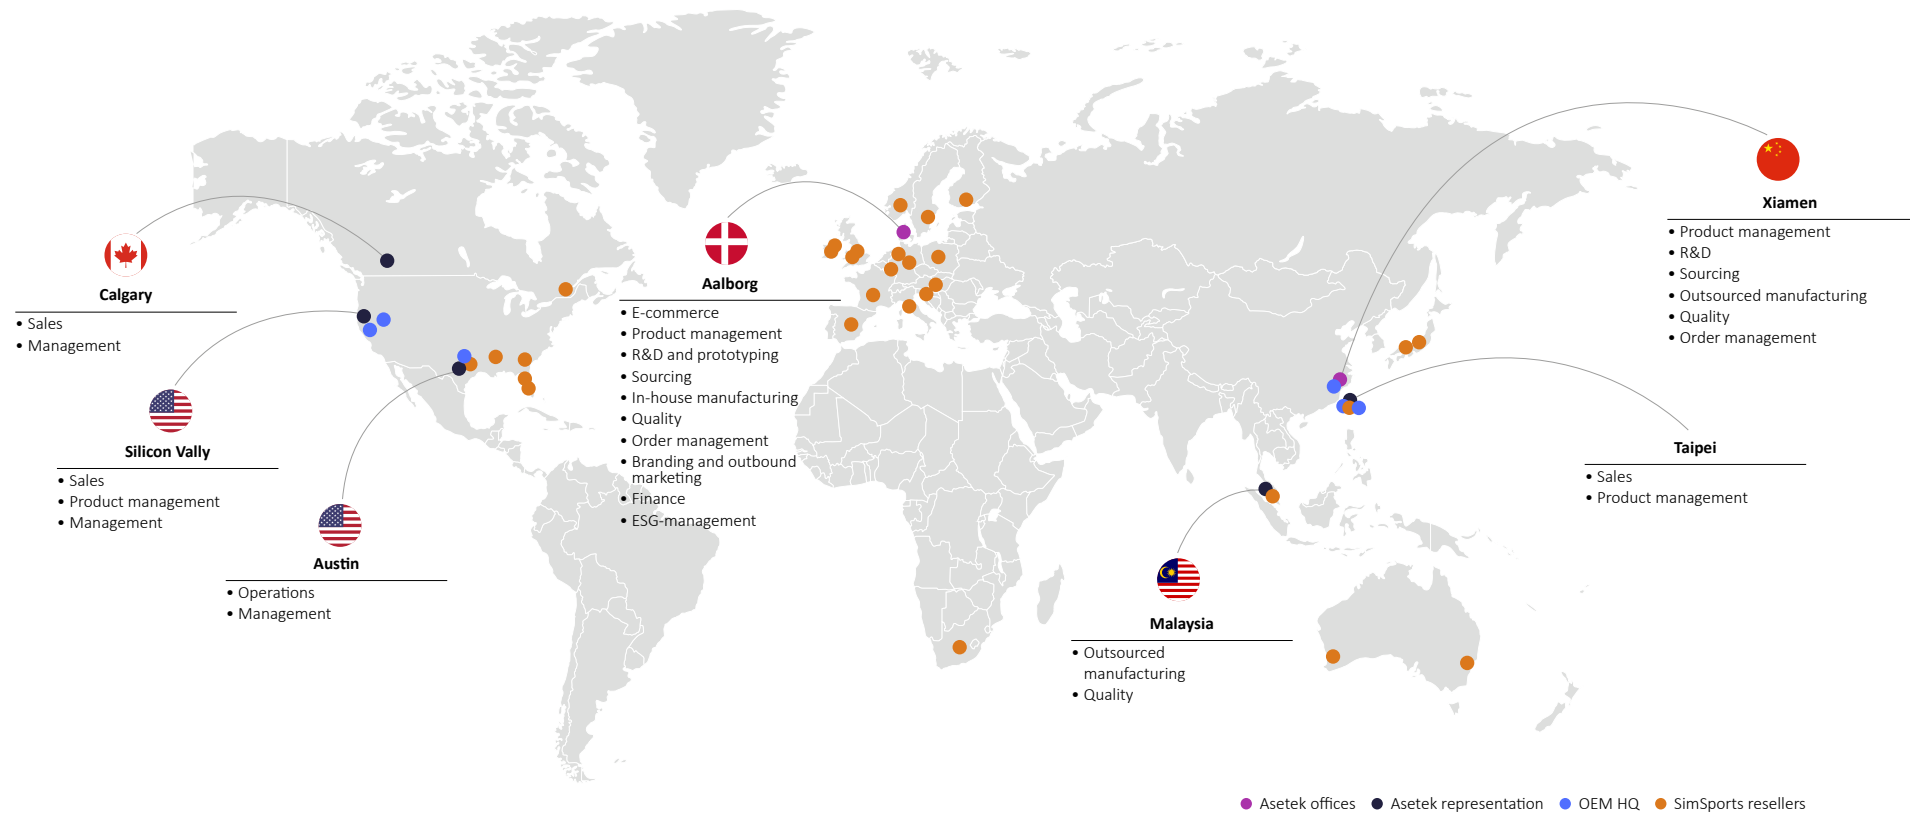 Calgary
• Sales
• Management
Silicon Vally
• Sales
• Product management
• Management
Austin
• Operations
• Management
Aalborg
• E-commerce
• Product management
• R&D and prototyping
• Sourcing
• In-house manufacturing
• Quality
• Order management
• Branding and outbound
marketing
• Finance
• ESG-management
Xiamen
• Product management
• R&D
• Sourcing
• Outsourced manufacturing
• Quality
• Order management
Taipei
• Sales
• Product management
Malaysia
• Outsourced
manufacturing
• Quality
Asetek offices
Asetek representation
OEM HQ
SimSports resellers